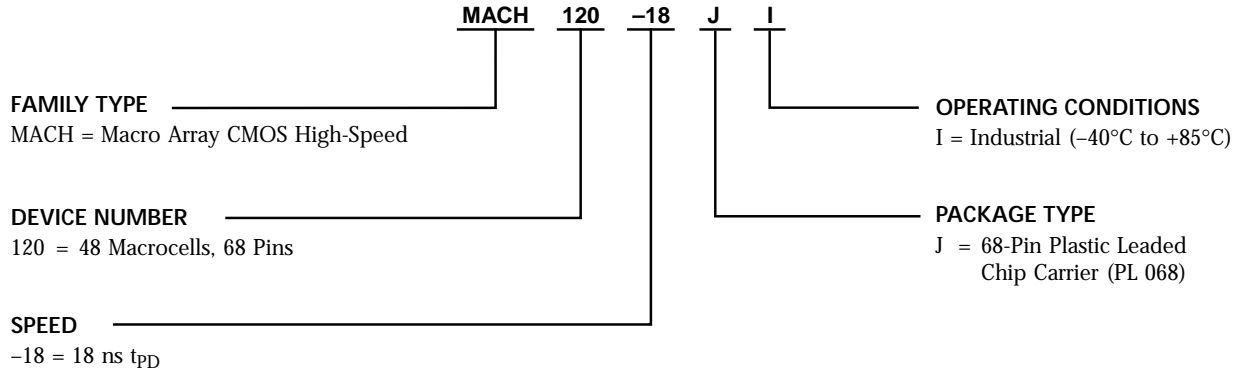 MACH 120 –18 J I
FAMILY TYPE
MACH = Macro Array CMOS High-Speed
OPERATING CONDITIONS
I = Industrial (–40°C to +85°C)
DEVICE NUMBER
120 = 48 Macrocells, 68 Pins
PACKAGE TYPE
J = 68-Pin Plastic Leaded
Chip Carrier (PL 068)
SPEED
–18 = 18 ns tPD